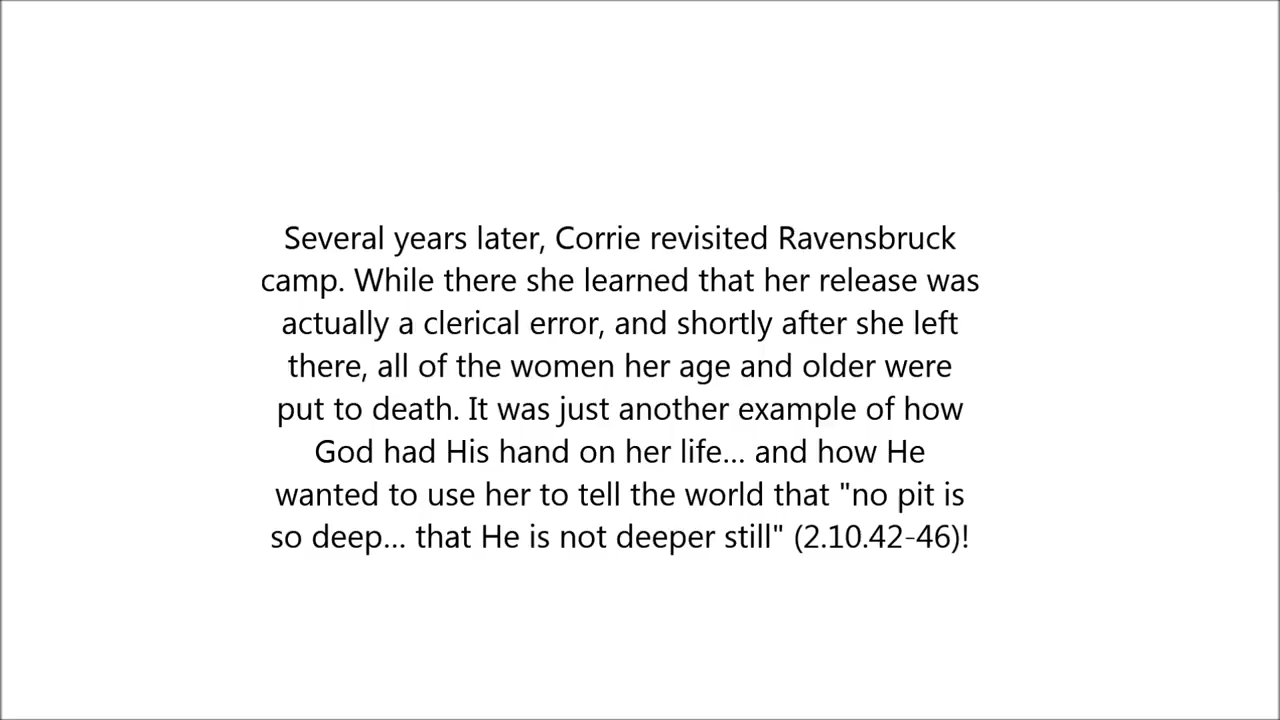 Several years later, Corrie revisited Ravensbruck
camp. While there she learned that her release was
actually a clerical error, and shortly after she left
there, all of the women her age and older were
put to death. It was just another example of how
God had His hand on her life... and how He
wanted to use her to tell the world that "no pit is
so deep... that He is not deeper still" (2.10.42-46)!